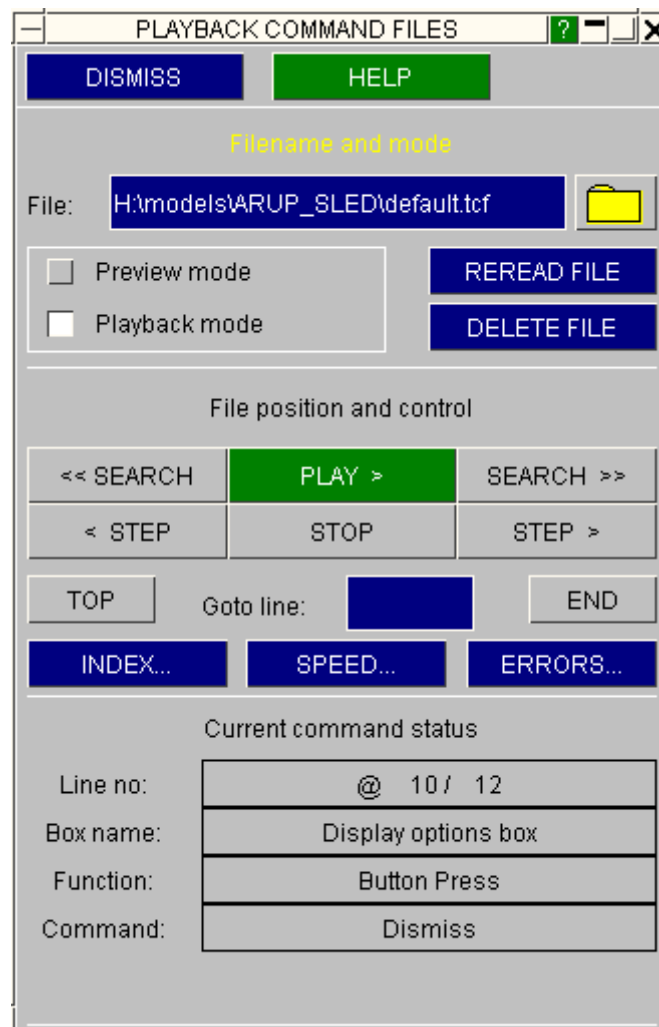 PLAYBACK COMMAND FILES ?
DISMISS HELP
Filename and mode
File: H:\models\ARUP_SLED\default.tcf
Preview mode REREAD FILE
Playback mode DELETE FILE
File position and control
<< SEARCH PLAY > SEARCH >>
< STEP STOP STEP >
TOP Goto line: END
INDEX... SPEED... ERRORS...
Current command status
Line no: @ 10 / 12
Box name: Display options box
Function: Button Press
Command: Dismiss